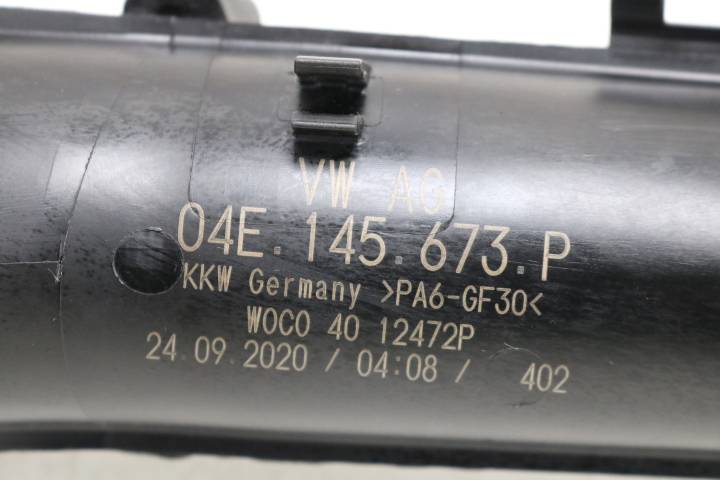 VW AG
04E.145.673.P
KKW Germany >PA6-GF30<
WOCO 40 12472P
24.09.2020 / 04:08 / 402